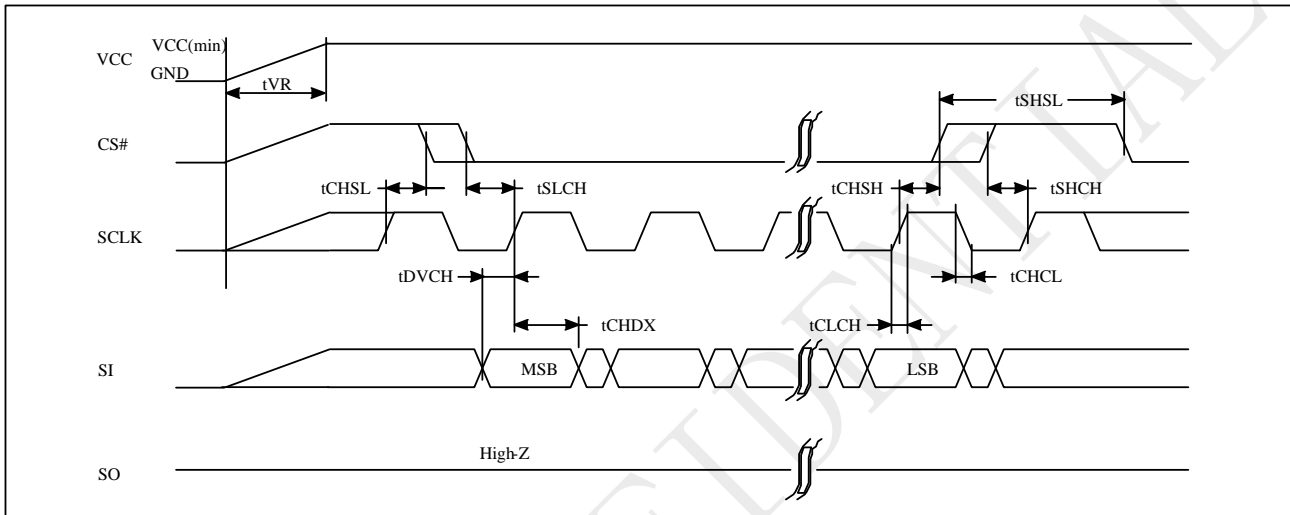 VCC
VCC(min)
GND
tVR
tSHSL
CS#
tCHSL
tSLCH
tCHSH
tSHCH
SCLK
tDVCH
tCHCL
tCHDX
tCLCH
SI
MSB
LSB
High-Z
SO
IDENTIAL